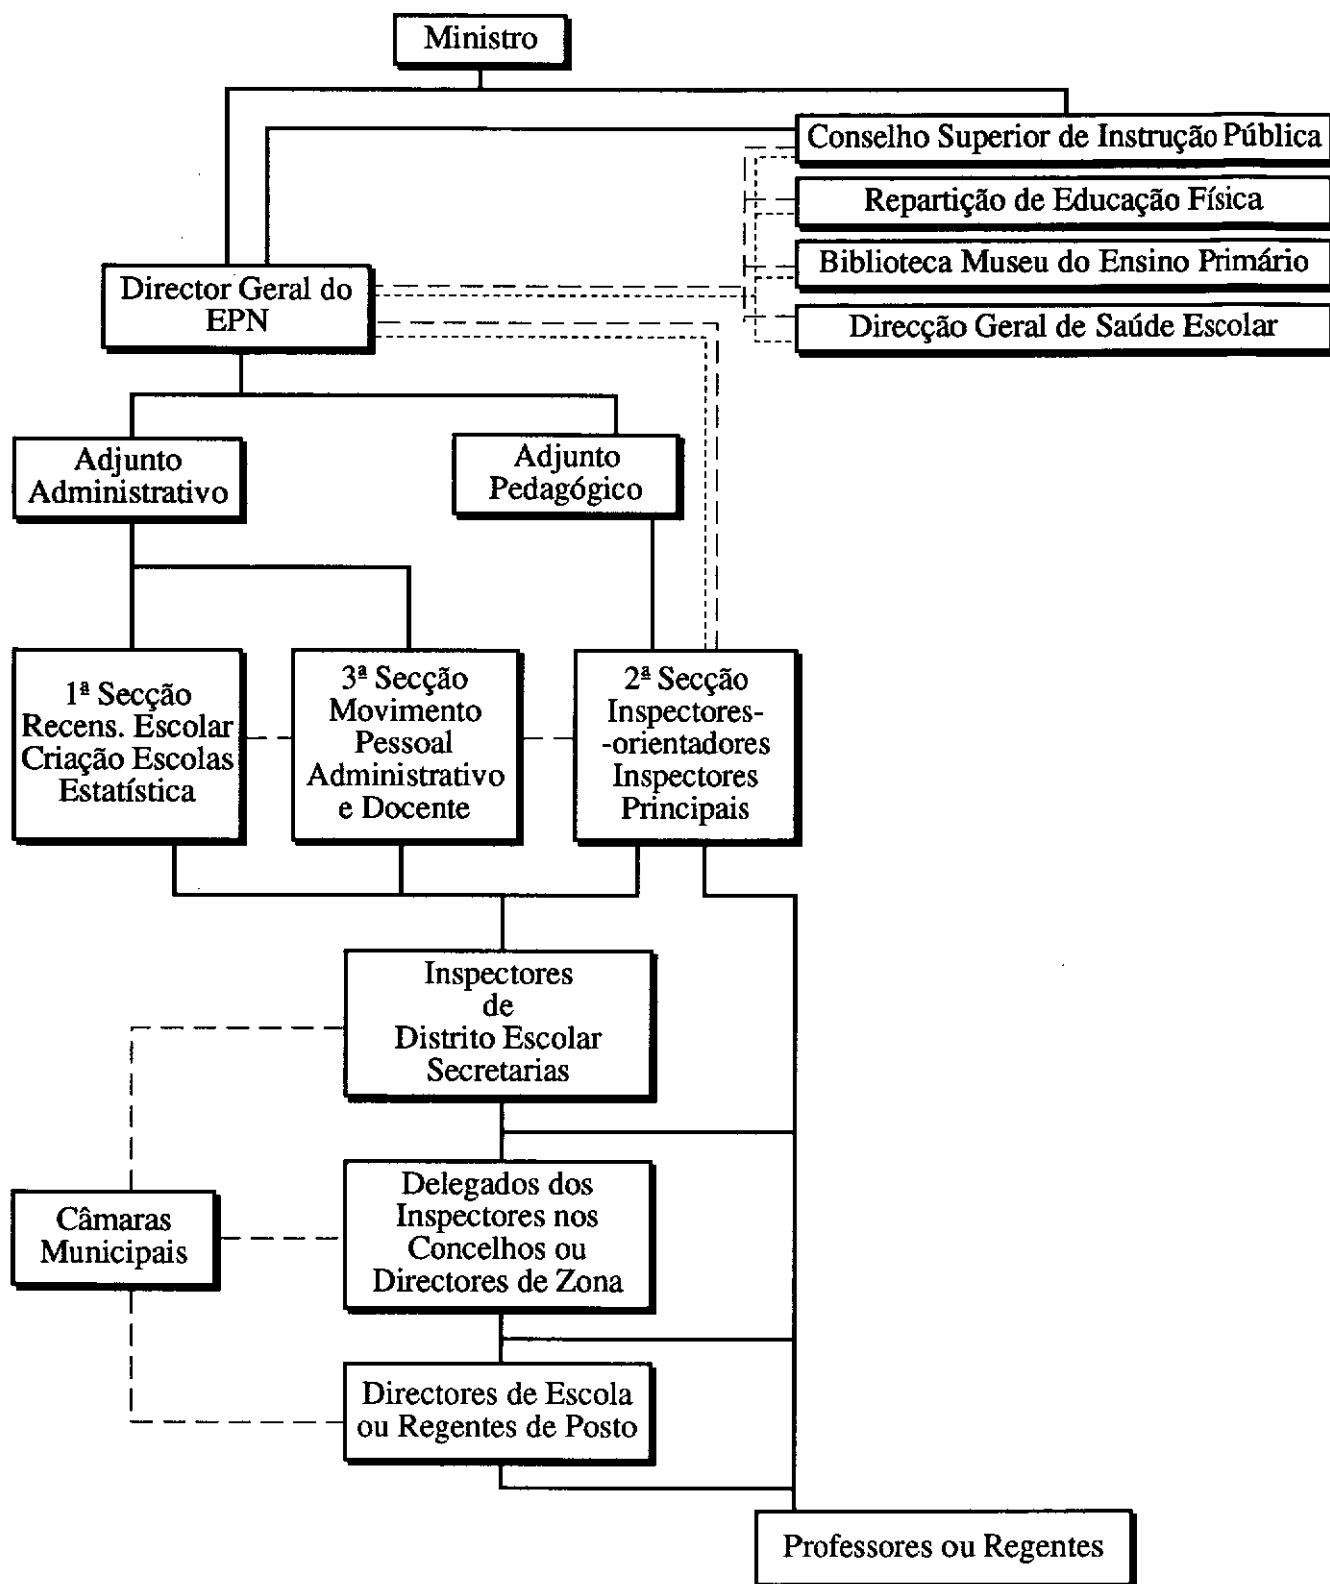 Ministro
Conselho Superior de Instrução Pública
Repartição de Educação Física
Biblioteca Museu do Ensino Primário
Direcção Geral de Saúde Escolar
Director Geral do
EPN
Adjunto
Administrativo
Adjunto
Pedagógico
1ª Secção
Recens. Escolar
Criação Escolas
Estatística
3ª Secção
Movimento
Pessoal
Administrativo
e Docente
2ª Secção
Inspectores-
-orientadores
Inspectores
Principais
Inspectores
de
Distrito Escolar
Secretarias
Câmaras
Municipais
Delegados dos
Inspectores nos
Concelhos ou
Directores de Zona
Directores de Escola
ou Regentes de Posto
Professores ou Regentes